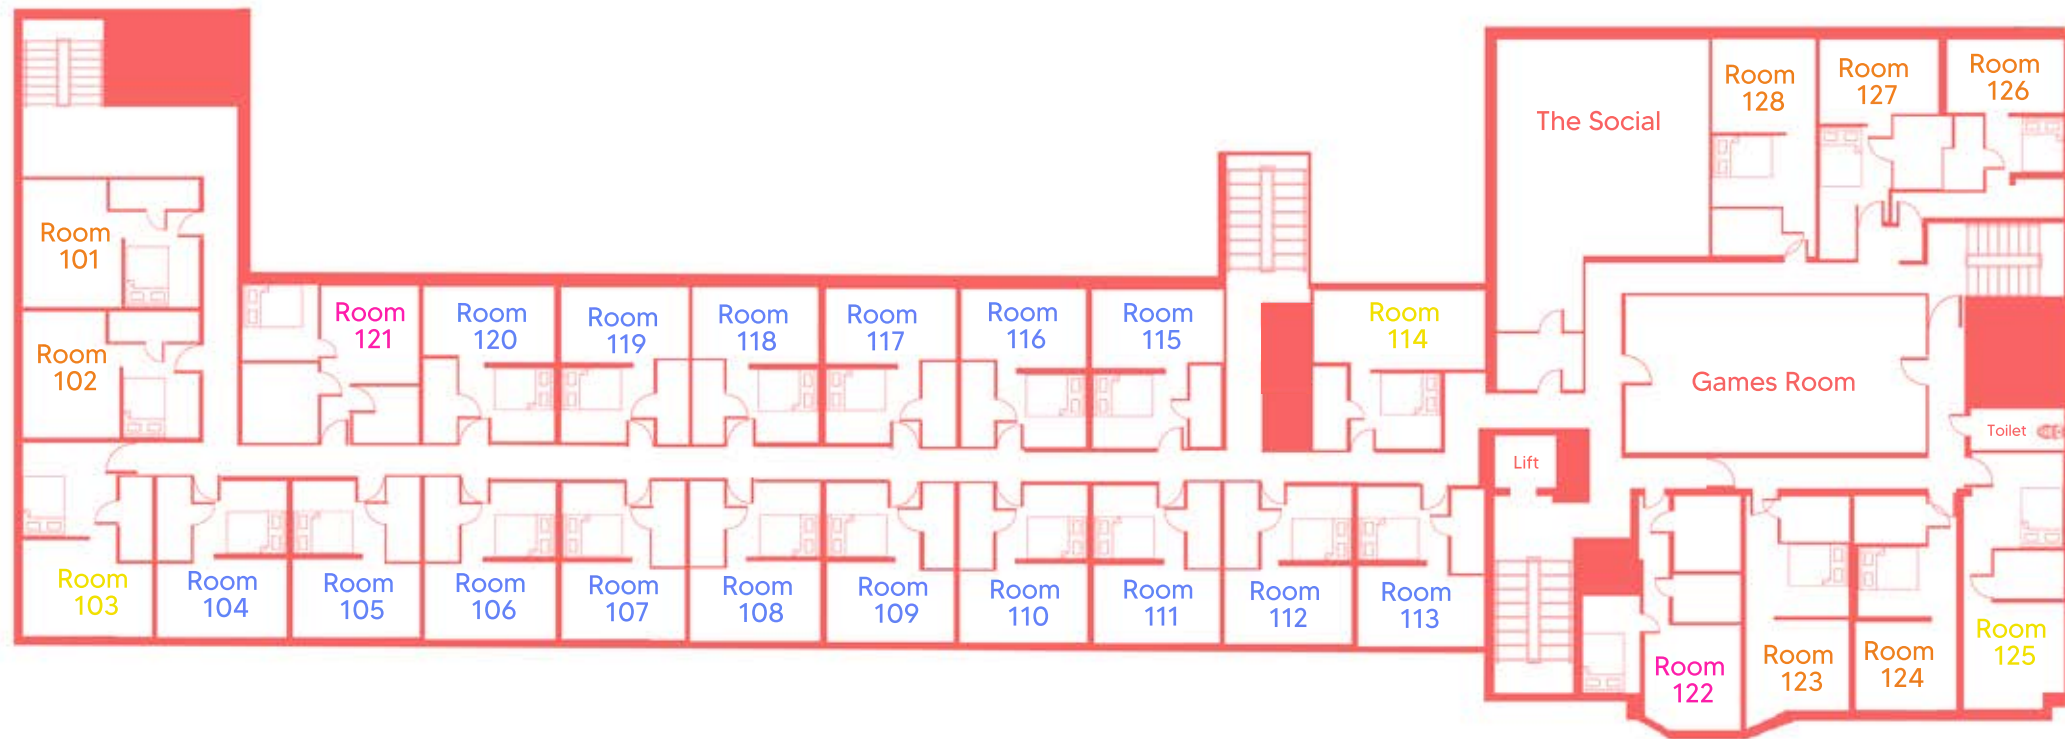 Room
128
Room
127
Room
126
The Social
Room
101
Room
102
Room
121
Room
120
Room
119
Room
118
Room
117
Room
116
Room
115
Room
114
Games Room
Toilet
Lift
Room
103
Room
104
Room
105
Room
106
Room
107
Room
108
Room
109
Room
110
Room
111
Room
112
Room
113
Room
122
Room
123
Room
124
Room
125